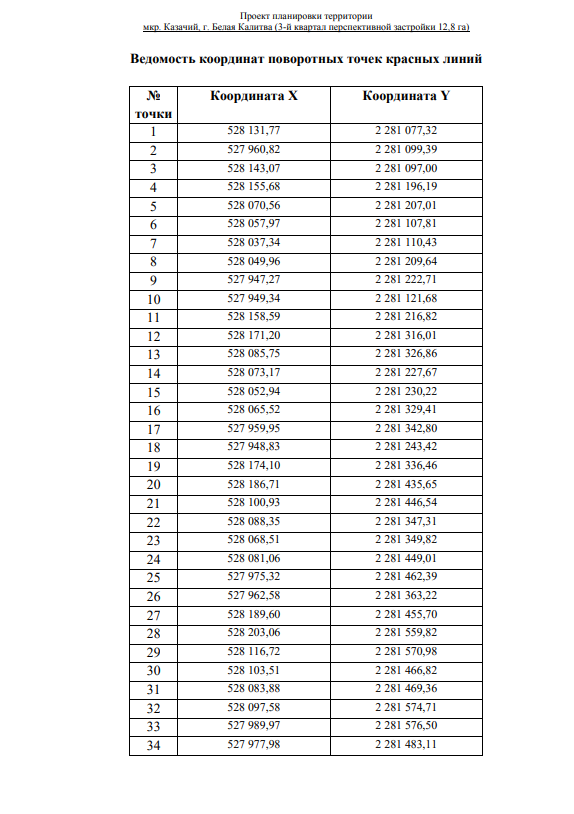 Проект планировки территории
мкр. Казачий, г. Белая Калитва (3-й квартал перспективной застройки 12,8 га)
Ведомость координат поворотных точек красных линий
№ точки Координата X Координата Y
1 528 131,77 2 281 077,32
2 527 960,82 2 281 099,39
3 528 143,07 2 281 097,00
4 528 155,68 2 281 196,19
5 528 070,56 2 281 207,01
6 528 057,97 2 281 107,81
7 528 037,34 2 281 110,43
8 528 049,96 2 281 209,64
9 527 947,27 2 281 222,71
10 527 949,34 2 281 121,68
11 528 158,59 2 281 216,82
12 528 171,20 2 281 316,01
13 528 085,75 2 281 326,86
14 528 073,17 2 281 227,67
15 528 052,94 2 281 230,22
16 528 065,52 2 281 329,41
17 527 959,95 2 281 342,80
18 527 948,83 2 281 243,42
19 528 174,10 2 281 336,46
20 528 186,71 2 281 435,65
21 528 100,93 2 281 446,54
22 528 088,35 2 281 347,31
23 528 068,51 2 281 349,82
24 528 081,06 2 281 449,01
25 527 975,32 2 281 462,39
26 527 962,58 2 281 363,22
27 528 189,60 2 281 455,70
28 528 203,06 2 281 559,82
29 528 116,72 2 281 570,98
30 528 103,51 2 281 466,82
31 528 083,88 2 281 469,36
32 528 097,58 2 281 574,71
33 527 989,97 2 281 576,50
34 527 977,98 2 281 483,11